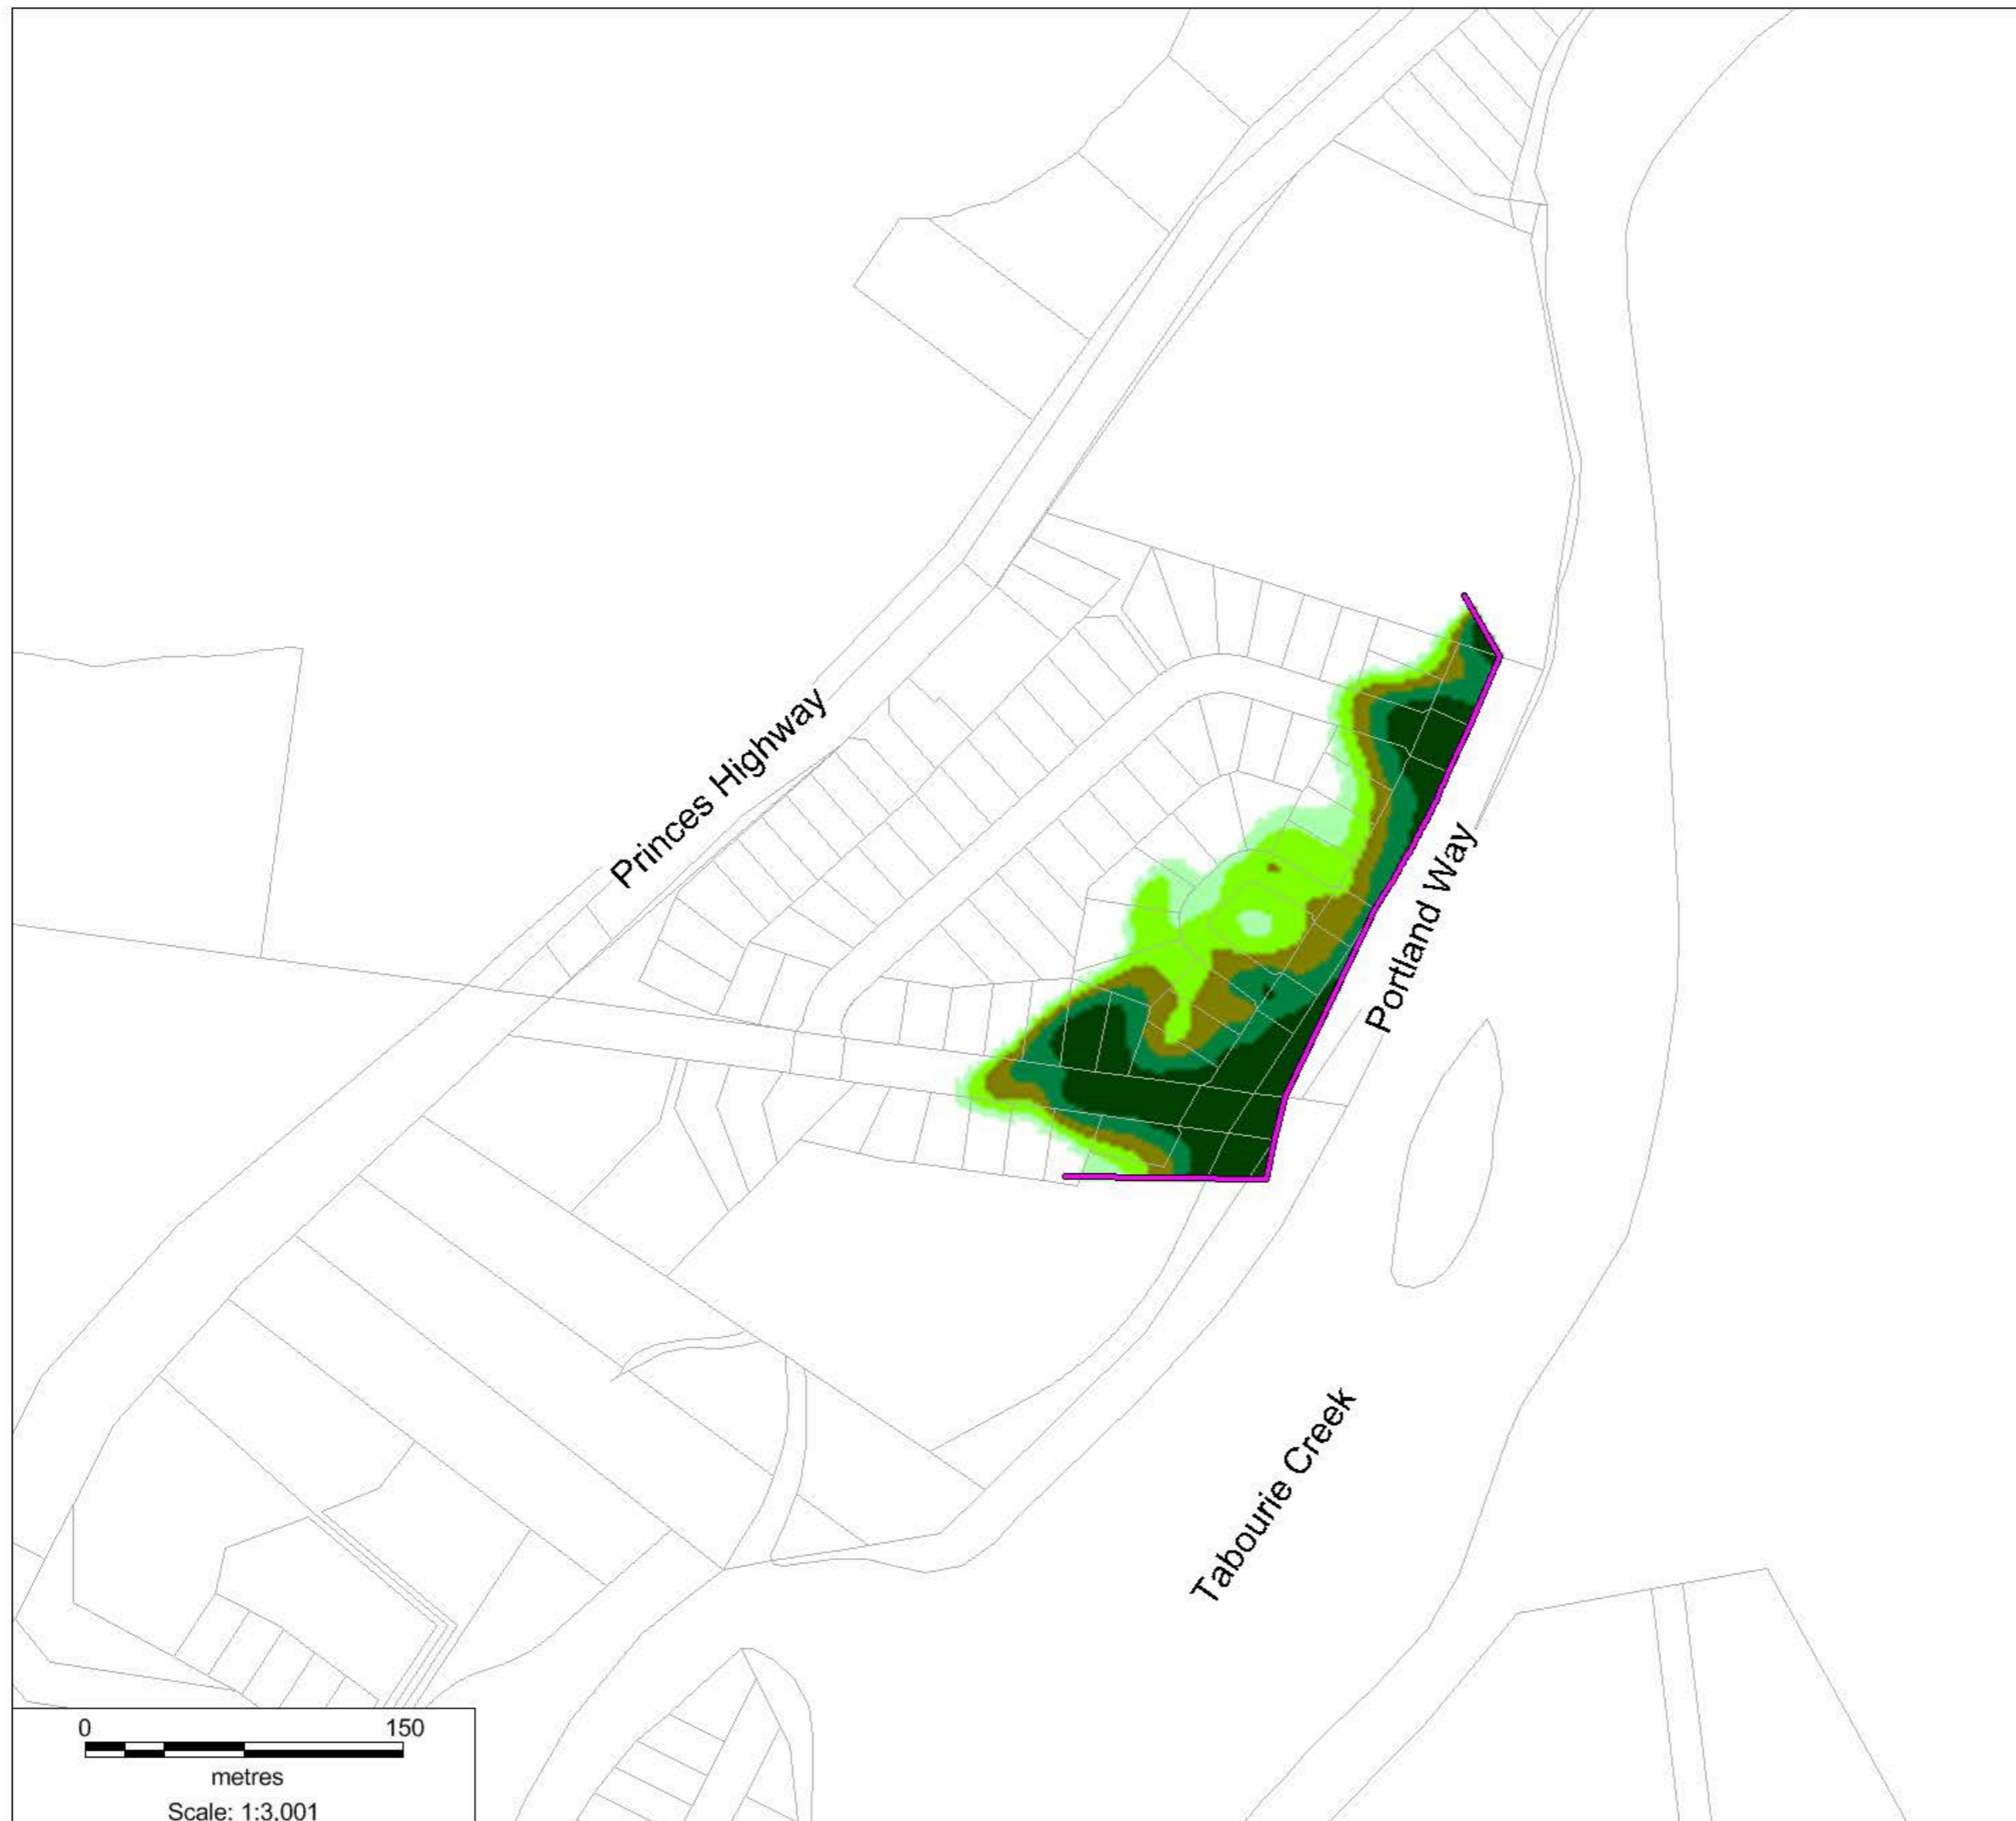 Princes Highway
Portland Way
Tabourie Creek
0 150
metres
Scale: 1:3,001